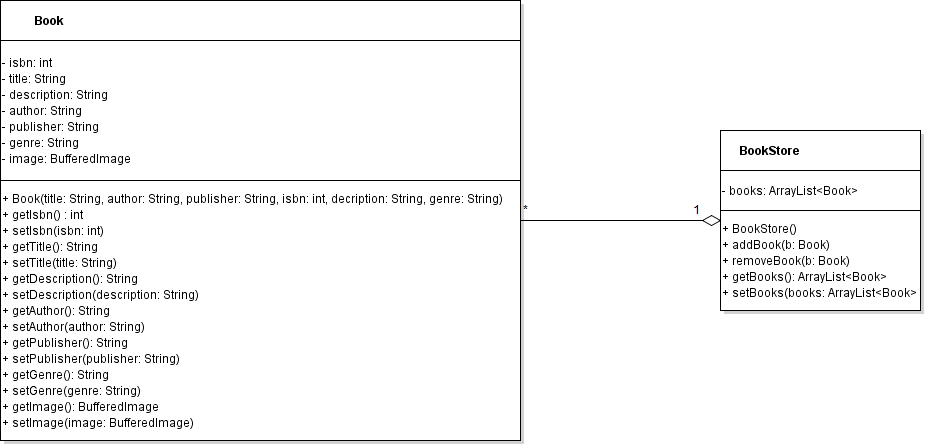 Book
- isbn: int
- title: String
- description: String
- author: String
- publisher: String
- genre: String
- image: BufferedImage
+ Book(title: String, author: String, publisher: String, isbn: int, decription: String, genre: String)
+ getIsbn() : int
+ setIsbn(isbn: int)
+ getTitle(): String
+ setTitle(title: String)
+ getDescription(): String
+ setDescription(description: String)
+ getAuthor(): String
+ setAuthor(author: String)
+ getPublisher(): String
+ setPublisher(publisher: String)
+ getGenre(): String
+ setGenre(genre: String)
+ getImage(): BufferedImage
+ setImage(image: BufferedImage)
*
1
BookStore
- books: ArrayList<Book>
+ BookStore()
+ addBook(b: Book)
+ removeBook(b: Book)
+ getBooks(): ArrayList<Book>
+ setBooks(books: ArrayList<Book>